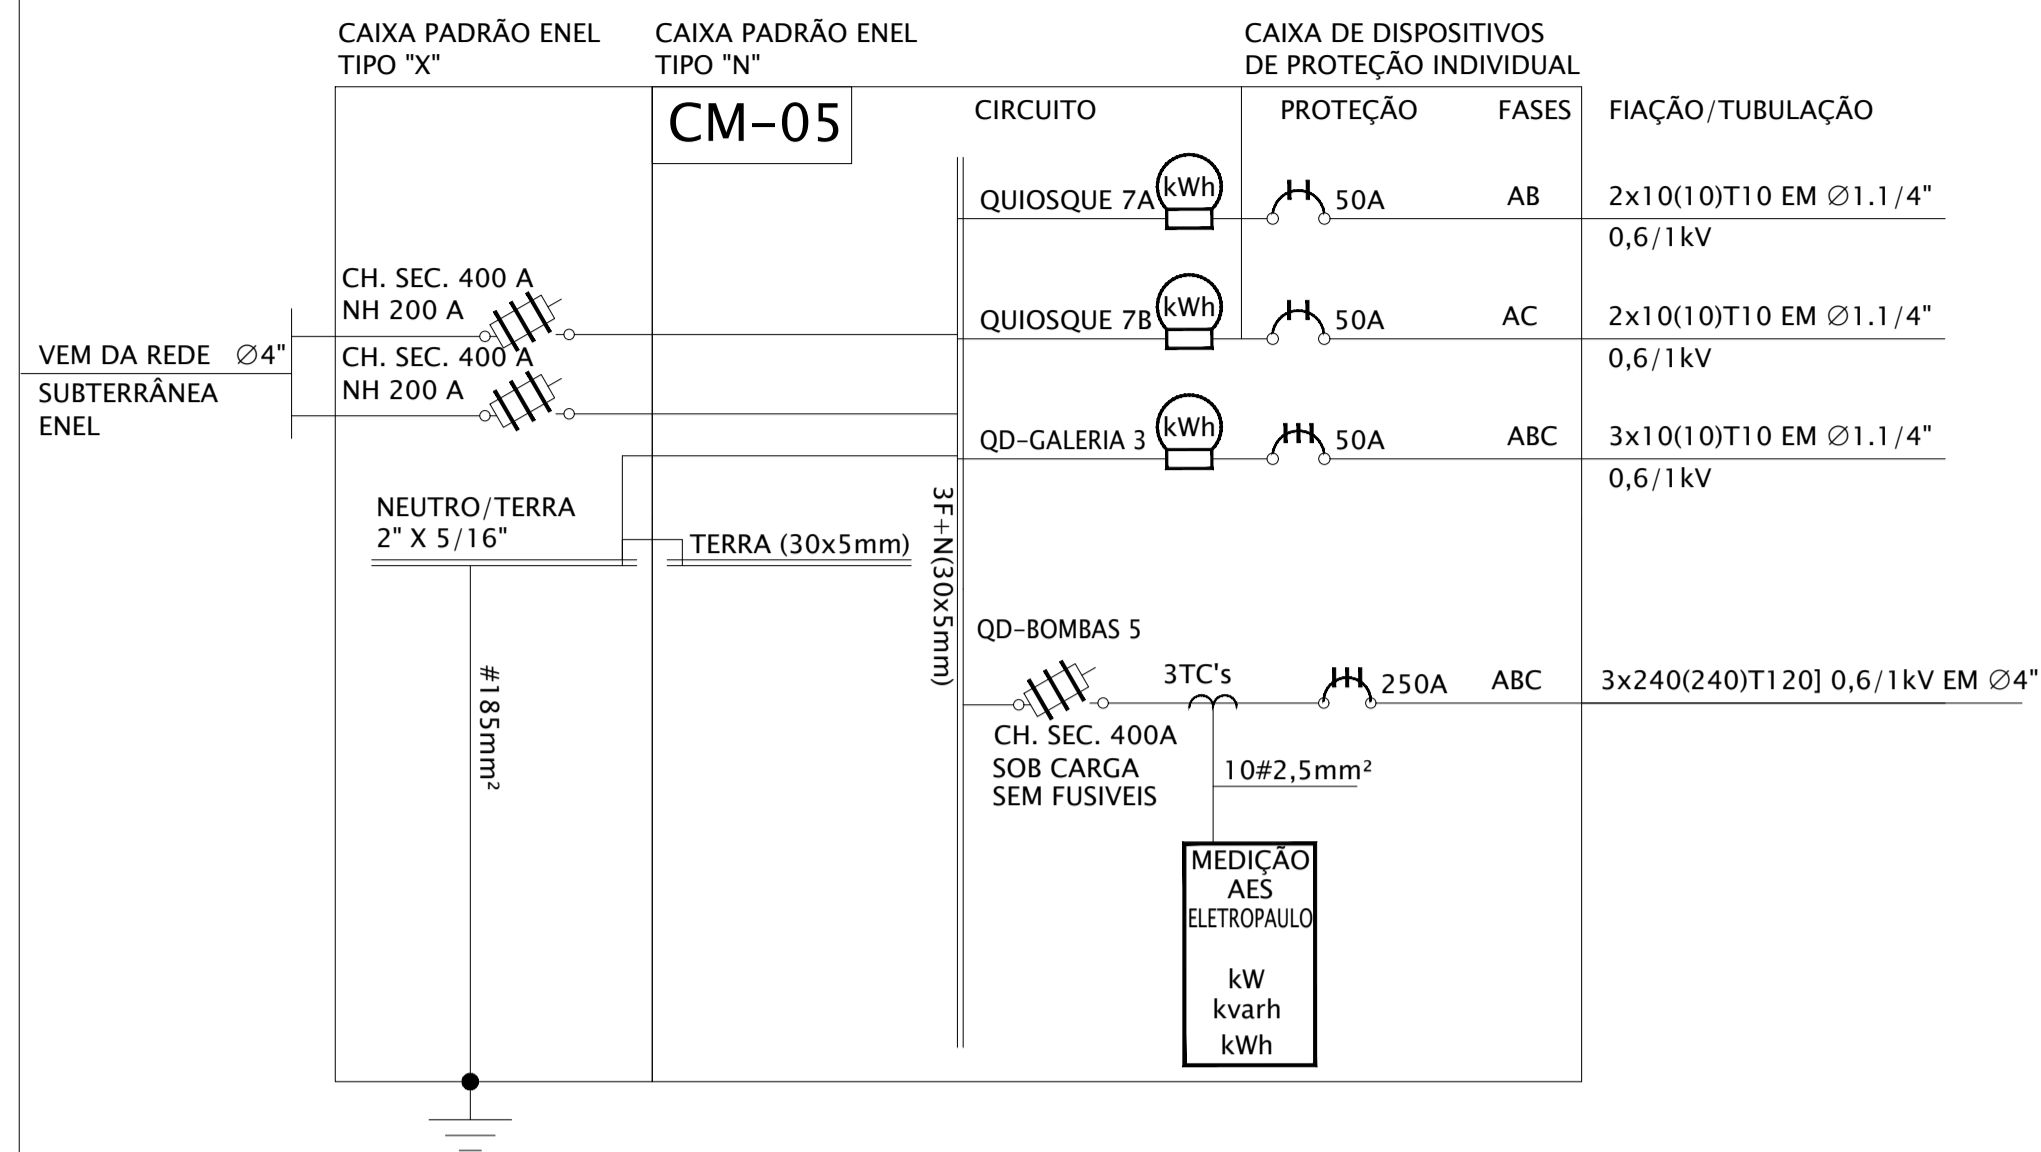 CAIXA PADRÃO ENEL
TIPO "X"
CAIXA PADRÃO ENEL
TIPO "N"
CAIXA DE DISPOSITIVOS
DE PROTEÇÃO INDIVIDUAL
CM-05
CIRCUITO
PROTEÇÃO
FASES
FIAÇÃO/TUBULAÇÃO
QUIOSQUE 7A
kWh
50A
AB
2x10(10)T10 EM Ø1.1/4"
0,6/1kV
CH. SEC. 400 A
NH 200 A
QUIOSQUE 7B
kWh
50A
AC
2x10(10)T10 EM Ø1.1/4"
0,6/1kV
VEM DA REDE Ø4"
SUBTERRÂNEA
ENEL
CH. SEC. 400 A
NH 200 A
QD-GALERIA 3
kWh
50A
ABC
3x10(10)T10 EM Ø1.1/4"
0,6/1kV
NEUTRO/TERRA
2" X 5/16"
TERRA (30x5mm)
3F+N(30x5mm)
#185mm²
QD-BOMBAS 5
3TC's
250A
ABC
3x240(240)T120] 0,6/1kV EM Ø4"
CH. SEC. 400A
SOB CARGA
SEM FUSIVEIS
10#2,5mm²
MEDIÇÃO
AES
ELETROPAULO
kW
kvarh
kWh